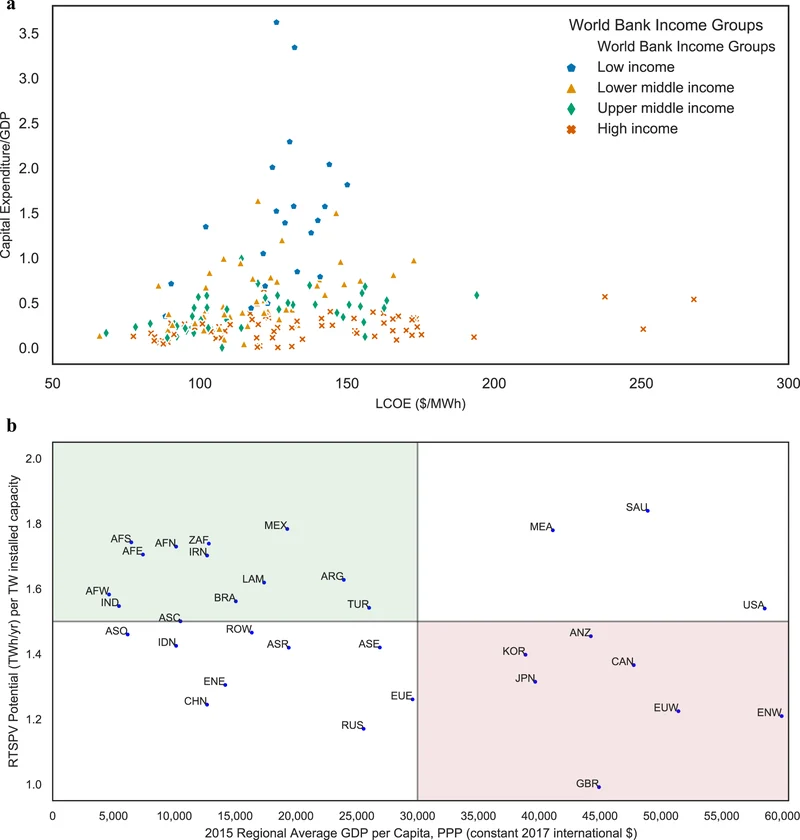 a
Capital Expenditure/GDP
3.5
3.0
2.5
2.0
1.5
1.0
0.5
0.0
World Bank Income Groups
World Bank Income Groups
Low income
Lower middle income
Upper middle income
High income
50 100 150 200 250 300
LCOE ($/MWh)
b
RTSPV Potential (TWh/yr) per TW installed capacity
2.0
1.8
1.6
1.4
1.2
1.0
SAU
MEX
MEA
AFS
ZAF
AFN
AFE
IRN
ARG
LAM
AFW
BRA
IND
TUR
USA
ASC
ASO
ROW
ANZ
IDN
ASR
ASE
KOR
CAN
ENE
JPN
CHN
EUE
EUW
ENW
RUS
GBR
0 5,000 10,000 15,000 20,000 25,000 30,000 35,000 40,000 45,000 50,000 55,000 60,000
2015 Regional Average GDP per Capita, PPP (constant 2017 international $)